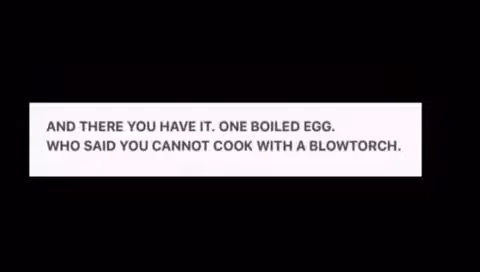 AND THERE YOU HAVE IT. ONE BOILED EGG.
WHO SAID YOU CANNOT COOK WITH A BLOWTORCH.